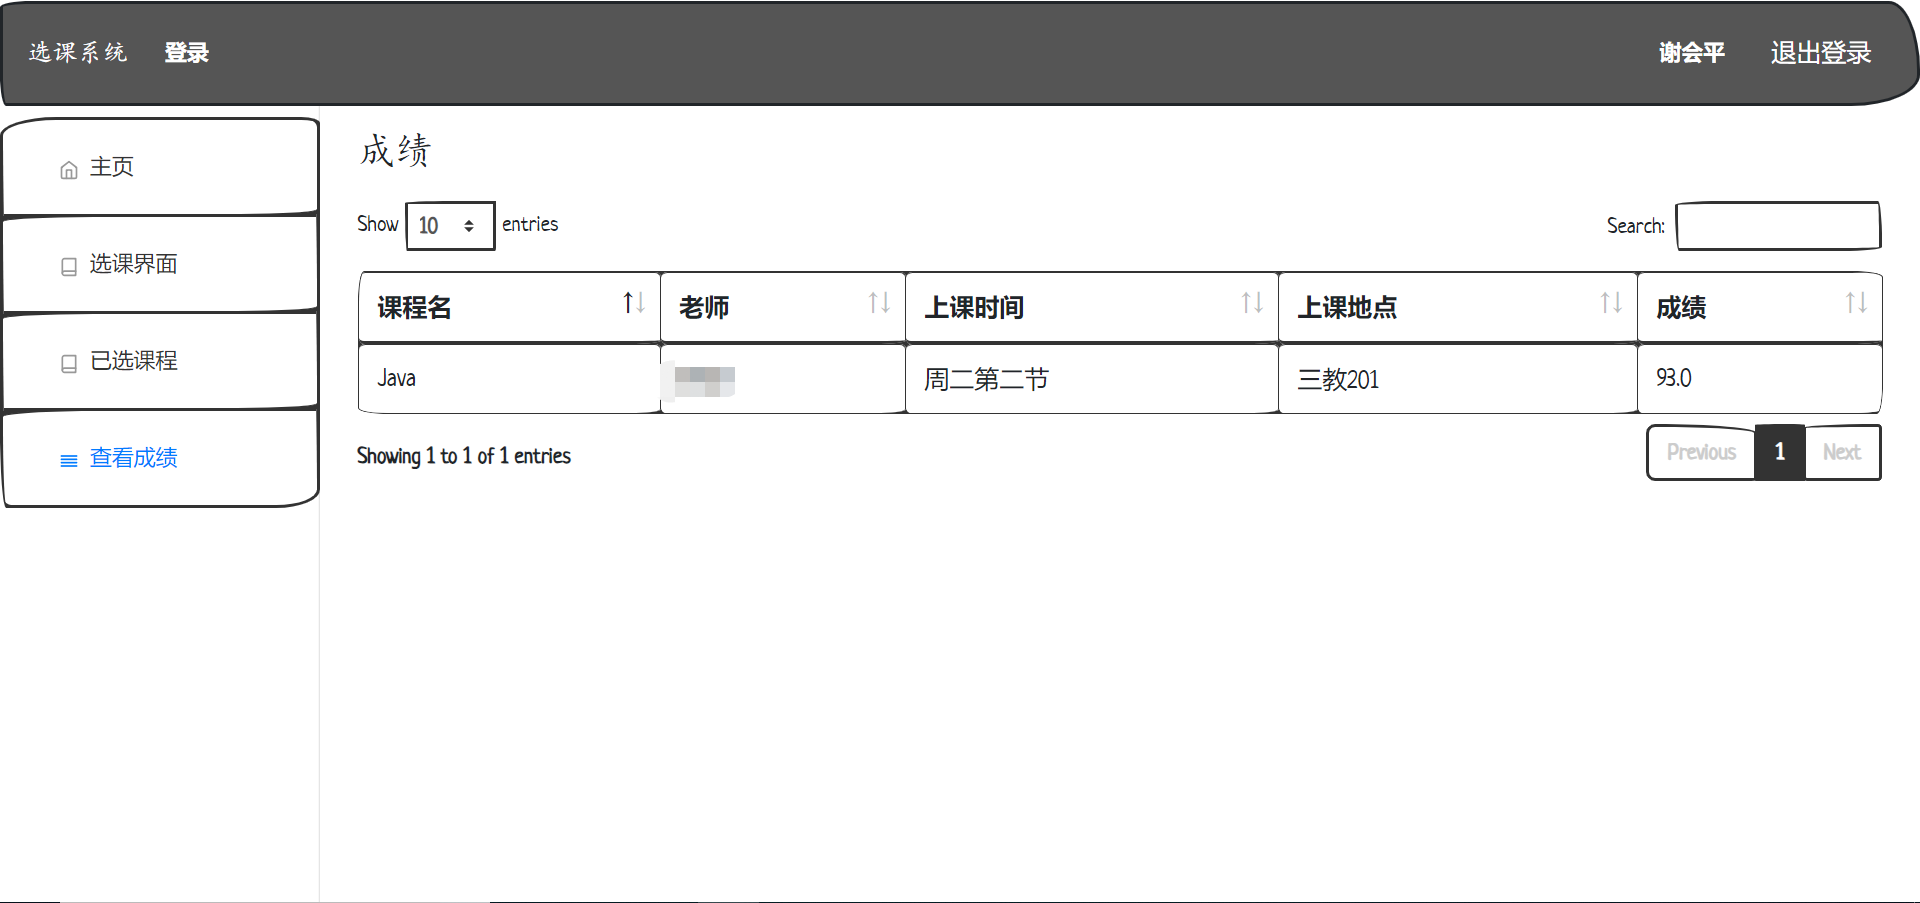 选课系统 登录 谢会平 退出登录
主页
选课界面
已选课程
查看成绩
成绩
Show 10 entries Search:
课程名 老师 上课时间 上课地点 成绩
Java 周二第二节 三教201 93.0
Showing 1 to 1 of 1 entries Previous 1 Next